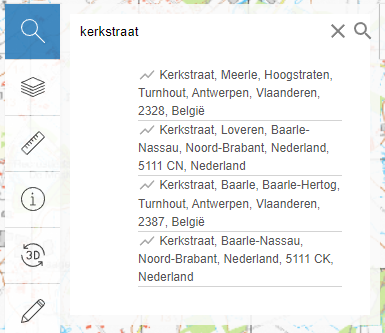 kerkstraat
Kerkstraat, Meerle, Hoogstraten,
Turnhout, Antwerpen, Vlaanderen,
2328, België
Kerkstraat, Loveren, Baarle-
Nassau, Noord-Brabant, Nederland,
5111 CN, Nederland
Kerkstraat, Baarle, Baarle-Hertog,
Turnhout, Antwerpen, Vlaanderen,
2387, België
Kerkstraat, Baarle-Nassau,
Noord-Brabant, Nederland, 5111 CK,
Nederland
3D